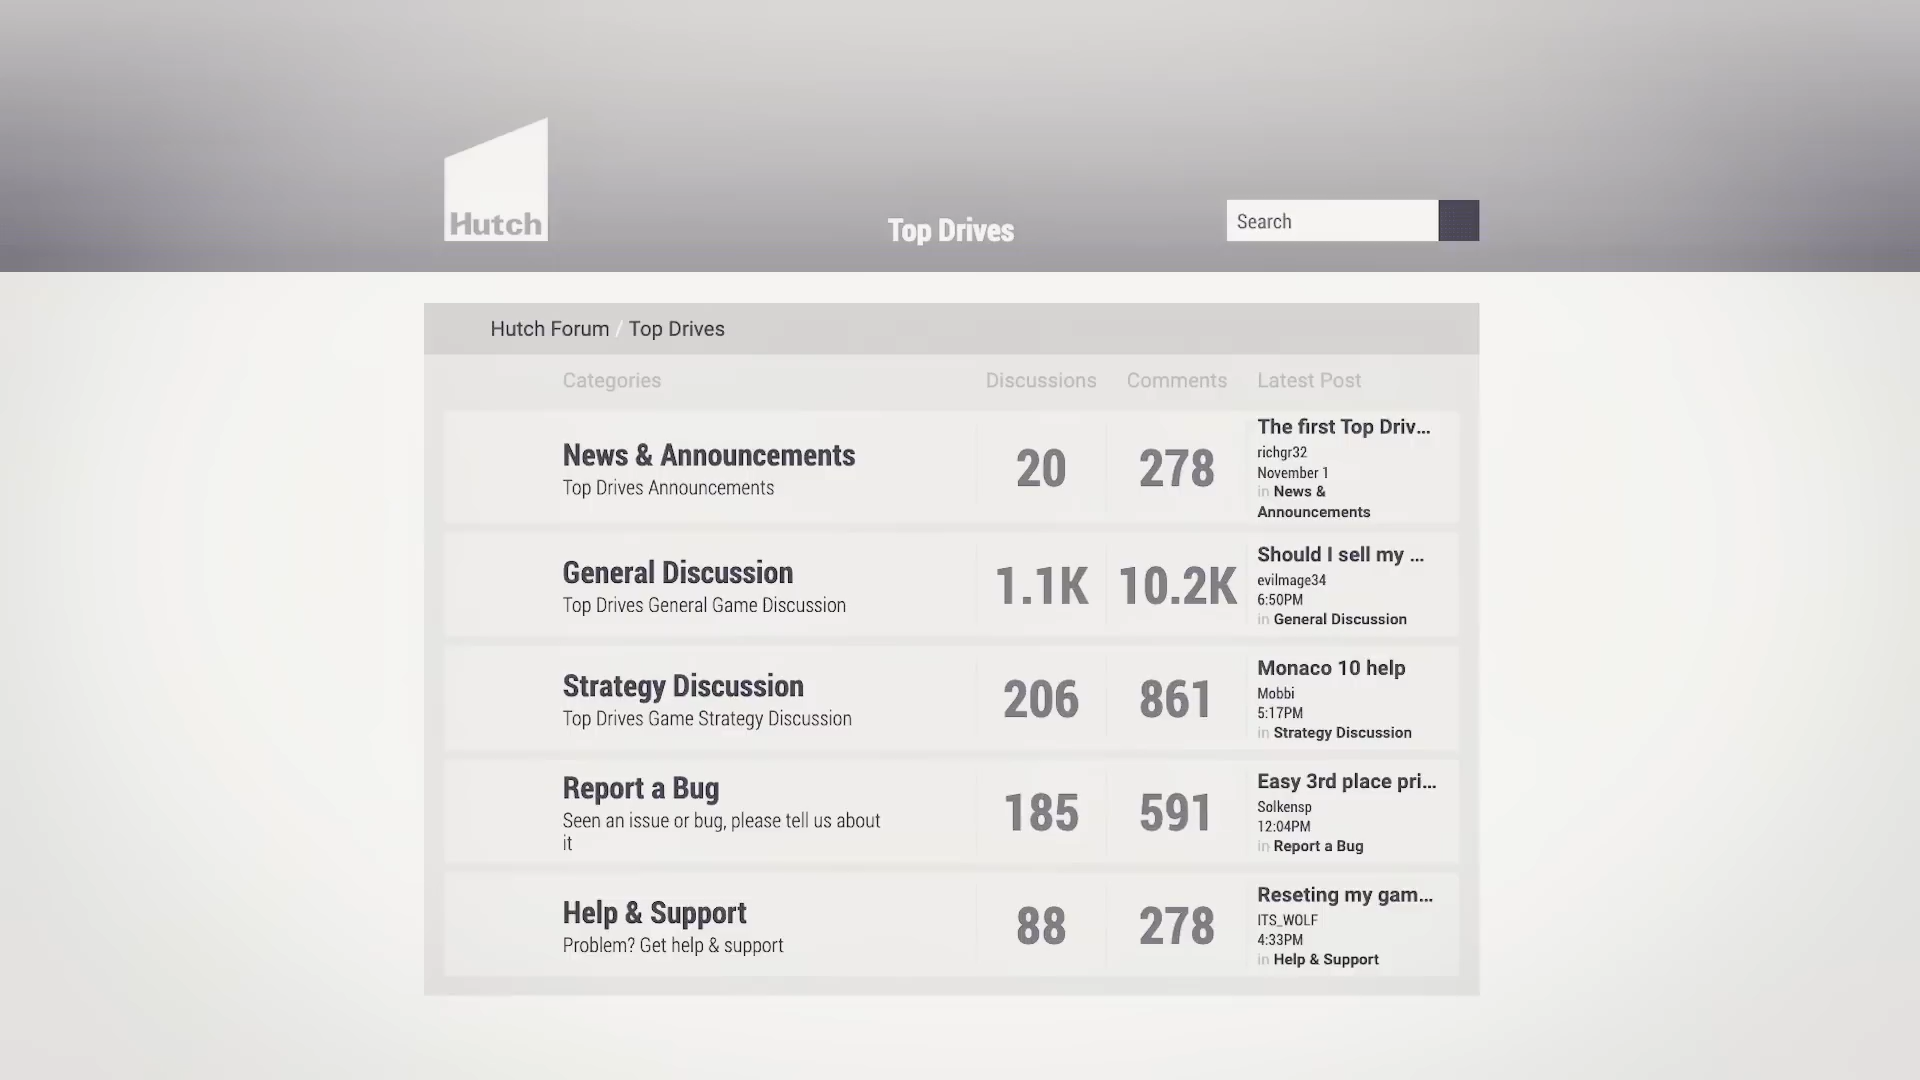 Hutch
Top Drives
Search
Hutch Forum / Top Drives
Categories Discussions Comments Latest Post
News & Announcements
Top Drives Announcements
20
278
The first Top Driv...
richgr32
November 1
in News &
Announcements
General Discussion
Top Drives General Game Discussion
1.1K
10.2K
Should I sell my ...
evilmage34
6:50PM
in General Discussion
Strategy Discussion
Top Drives Game Strategy Discussion
206
861
Monaco 10 help
Mobbi
5:17PM
in Strategy Discussion
Report a Bug
Seen an issue or bug, please tell us about
it
185
591
Easy 3rd place pri...
Solkensp
12:04PM
in Report a Bug
Help & Support
Problem? Get help & support
88
278
Reseting my gam...
ITS_WOLF
4:33PM
in Help & Support